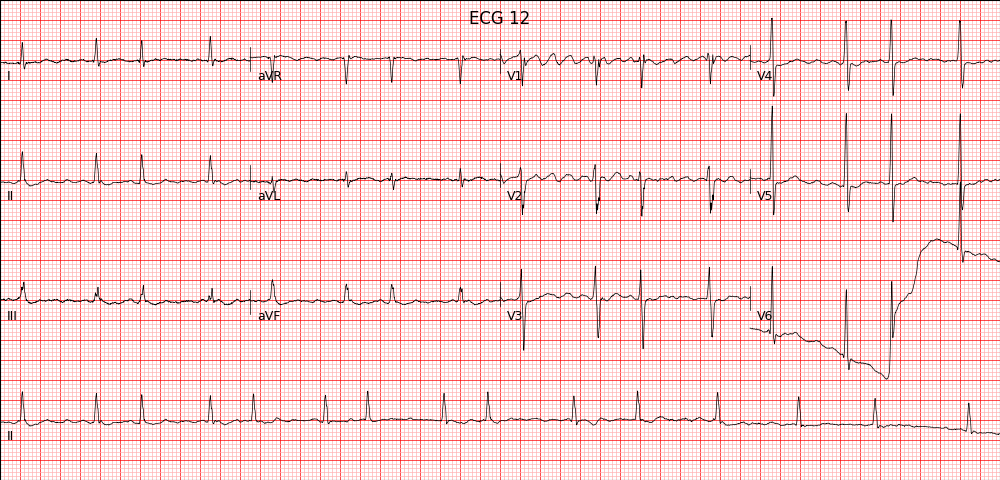 ECG 12
I aVR V1 V4
II aVL V2 V5
III aVF V3 V6
II